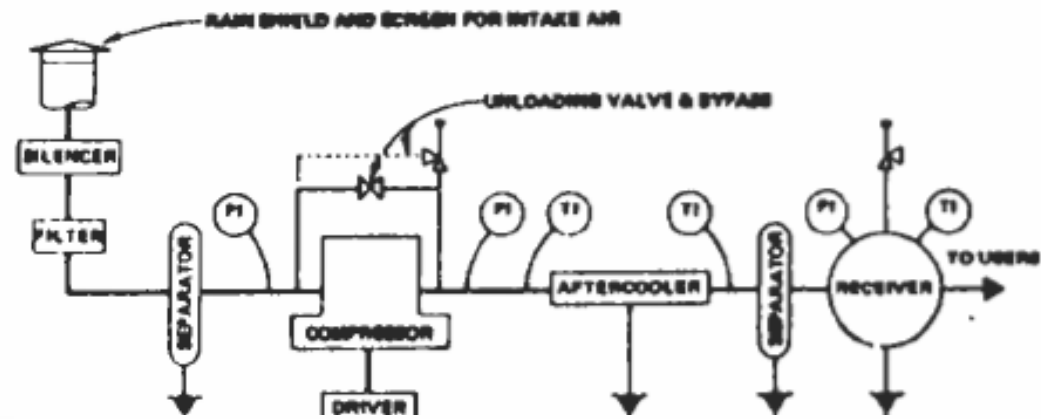 RAIN SHIELD AND SCREEN FOR INTAKE AIR
UNLOADING VALVE & BYPASS
SILENCER
FILTER
SEPARATOR
PI
PI
TI
TI
PI
TI
TO USERS
AFTERCOOLER
SEPARATOR
RECEIVER
COMPRESSOR
DRIVER